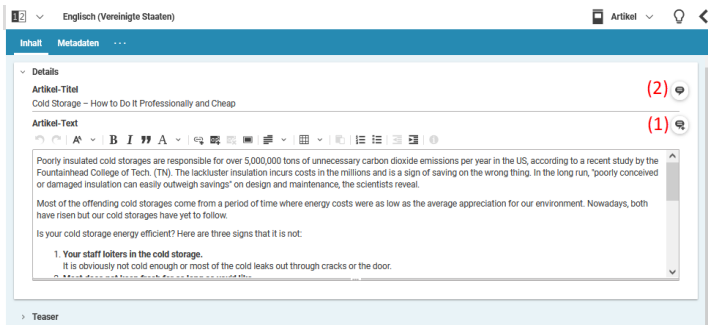 12 Englisch (Vereinigte Staaten) Artikel
Inhalt Metadaten ...
Details
Artikel-Titel (2)
Cold Storage – How to Do It Professionally and Cheap
Artikel-Text (1)
Poorly insulated cold storages are responsible for over 5,000,000 tons of unnecessary carbon dioxide emissions per year in the US, according to a recent study by the
Fountainhead College of Tech. (TN). The lackluster insulation incurs costs in the millions and is a sign of saving on the wrong thing. In the long run, "poorly conceived
or damaged insulation can easily outweigh savings" on design and maintenance, the scientists reveal.
Most of the offending cold storages come from a period of time where energy costs were as low as the average appreciation for our environment. Nowadays, both
have risen but our cold storages have yet to follow.
Is your cold storage energy efficient? Here are three signs that it is not:
1. Your staff loiters in the cold storage.
It is obviously not cold enough or most of the cold leaks out through cracks or the door.
Teaser